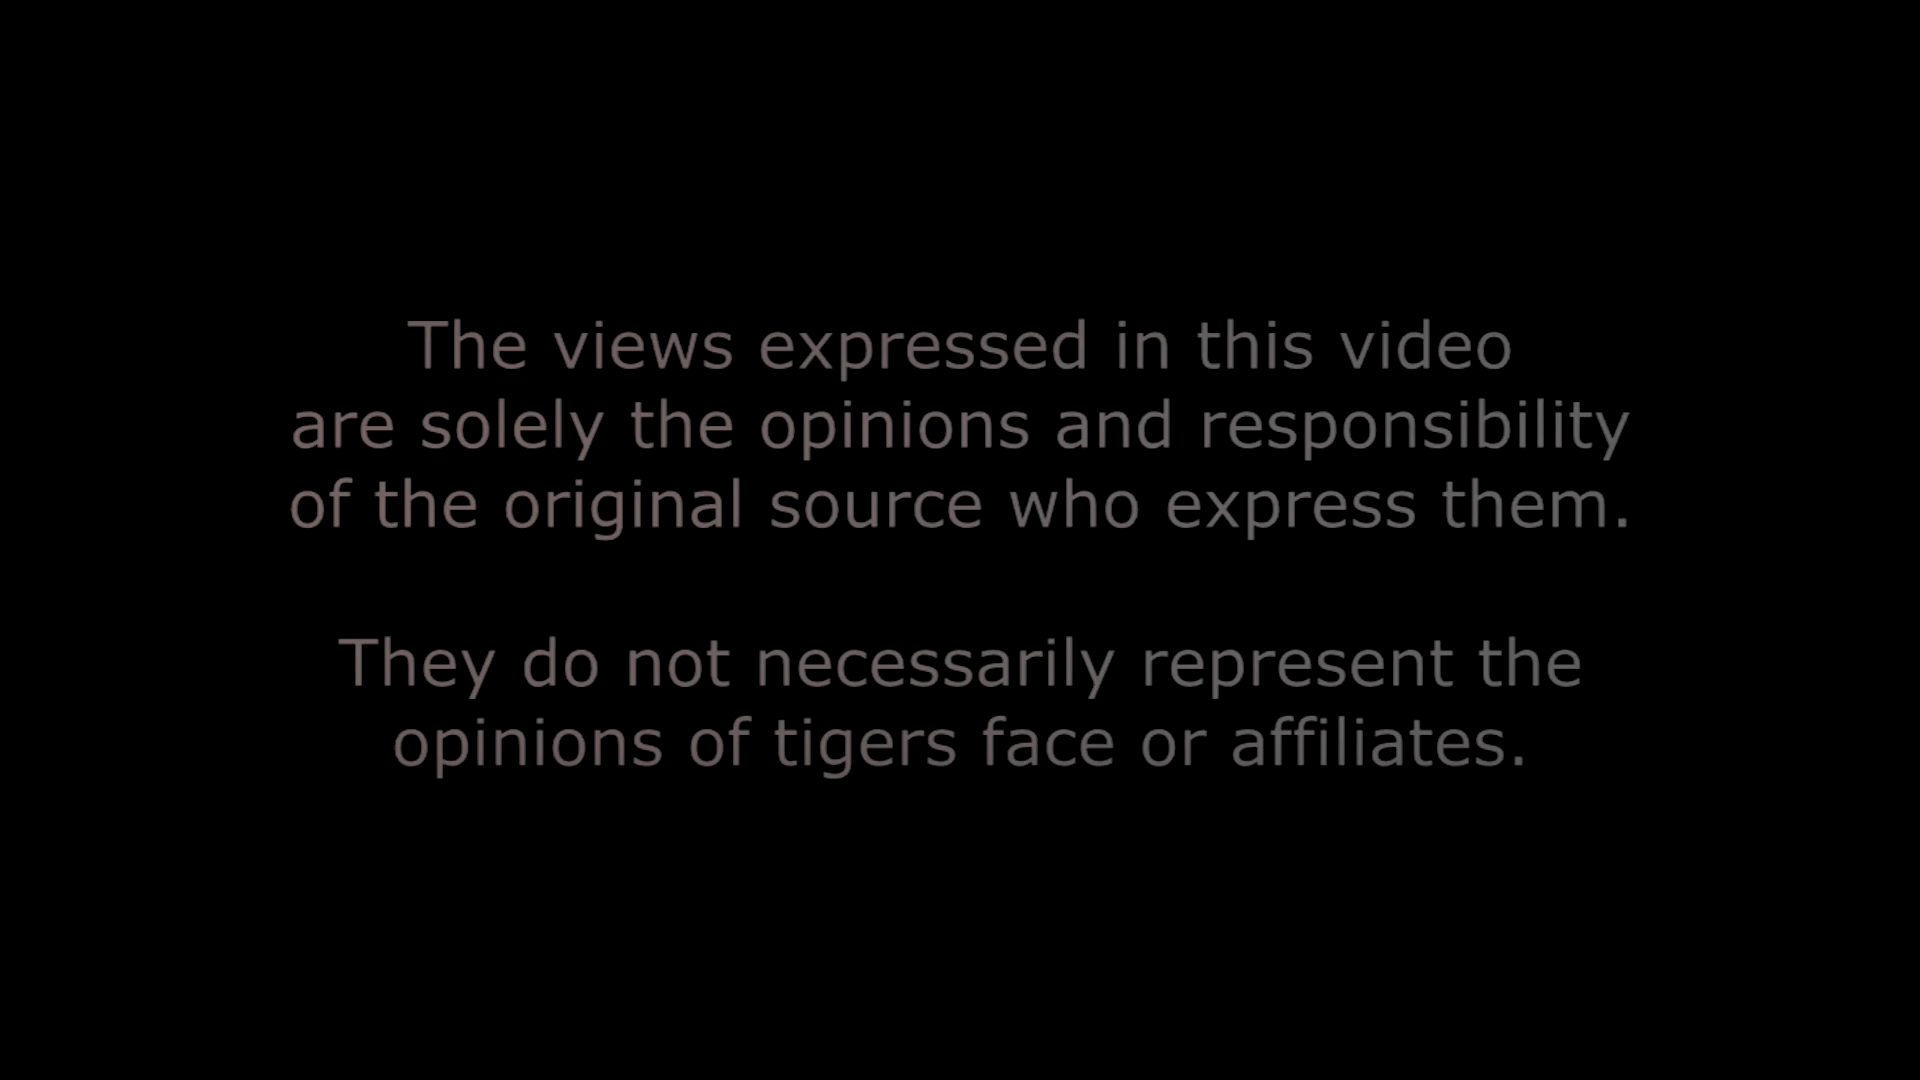 The views expressed in this video
are solely the opinions and responsibility
of the original source who express them.
They do not necessarily represent the
opinions of tigers face or affiliates.